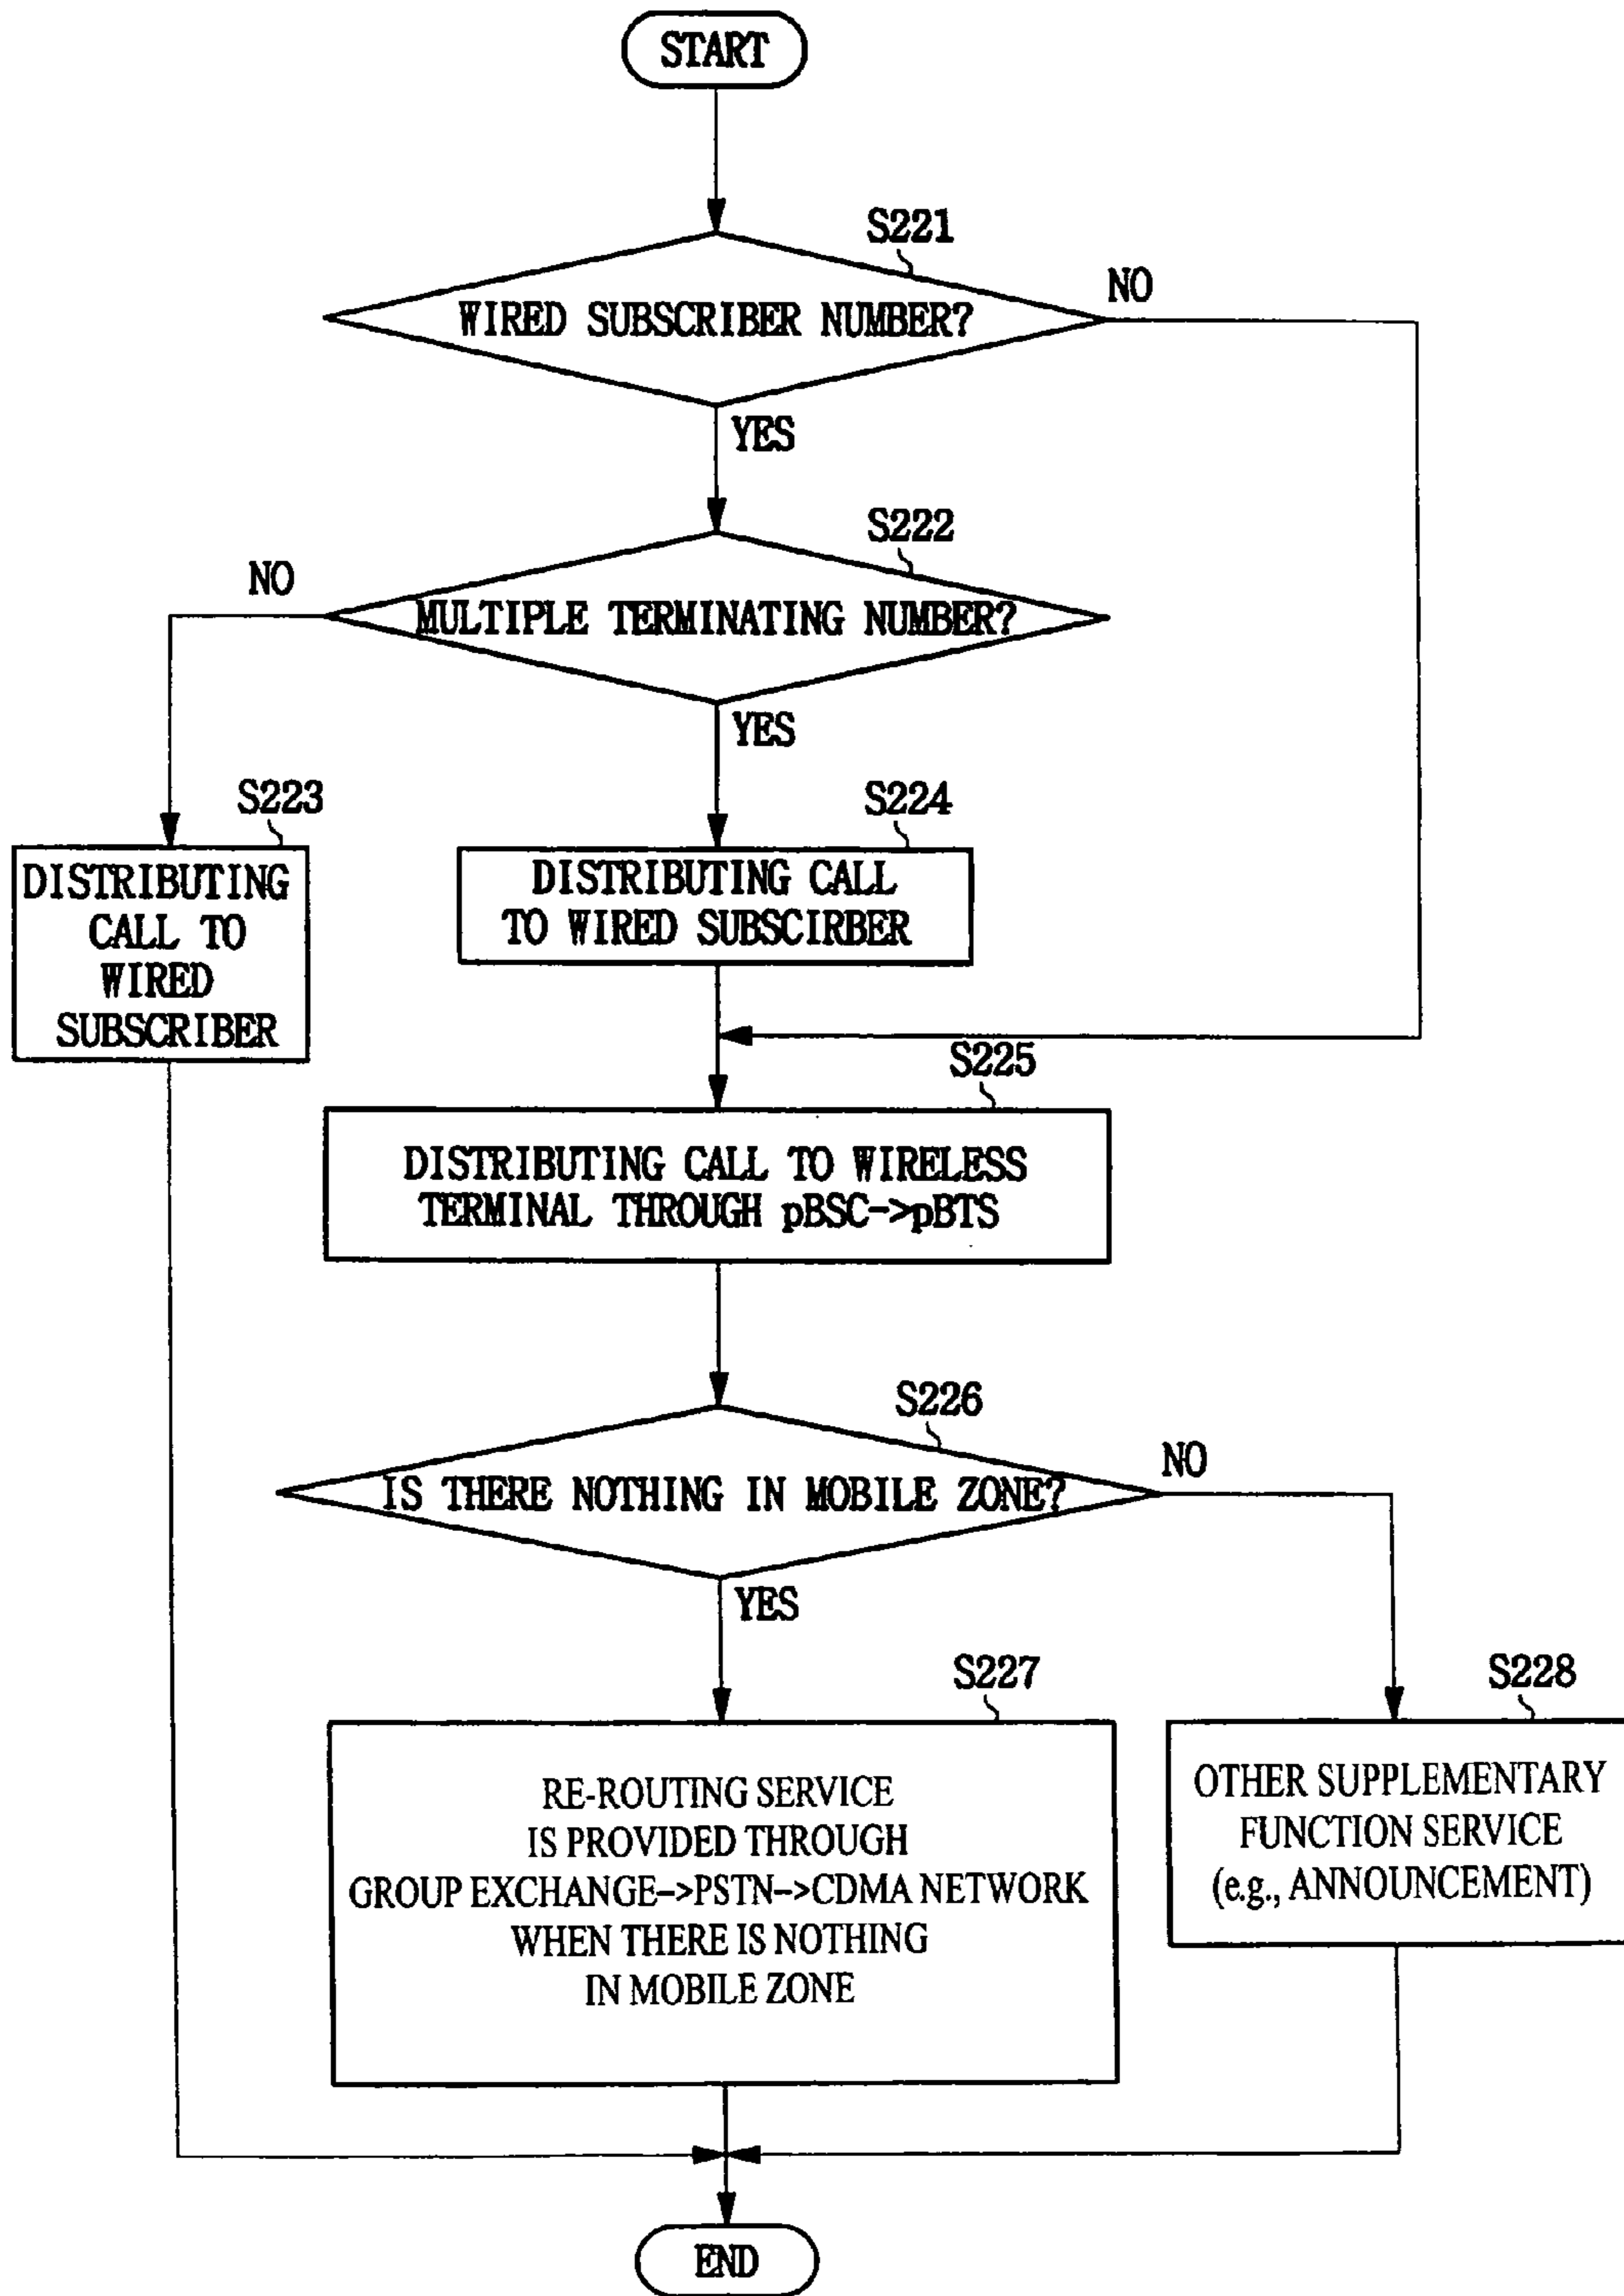 START
S221
NO
WIRED SUBSCRIBER NUMBER?
YES
S222
NO
MULTIPLE TERMINATING NUMBER?
YES
S223
DISTRIBUTING
CALL TO
WIRED
SUBSCRIBER
S224
DISTRIBUTING CALL
TO WIRED SUBSCIRBER
S225
DISTRIBUTING CALL TO WIRELESS
TERMINAL THROUGH pBSC->pBTS
S226
NO
IS THERE NOTHING IN MOBILE ZONE?
YES
S227
RE-ROUTING SERVICE
IS PROVIDED THROUGH
GROUP EXCHANGE->PSTN->CDMA NETWORK
WHEN THERE IS NOTHING
IN MOBILE ZONE
S228
OTHER SUPPLEMENTARY
FUNCTION SERVICE
(e.g., ANNOUNCEMENT)
END